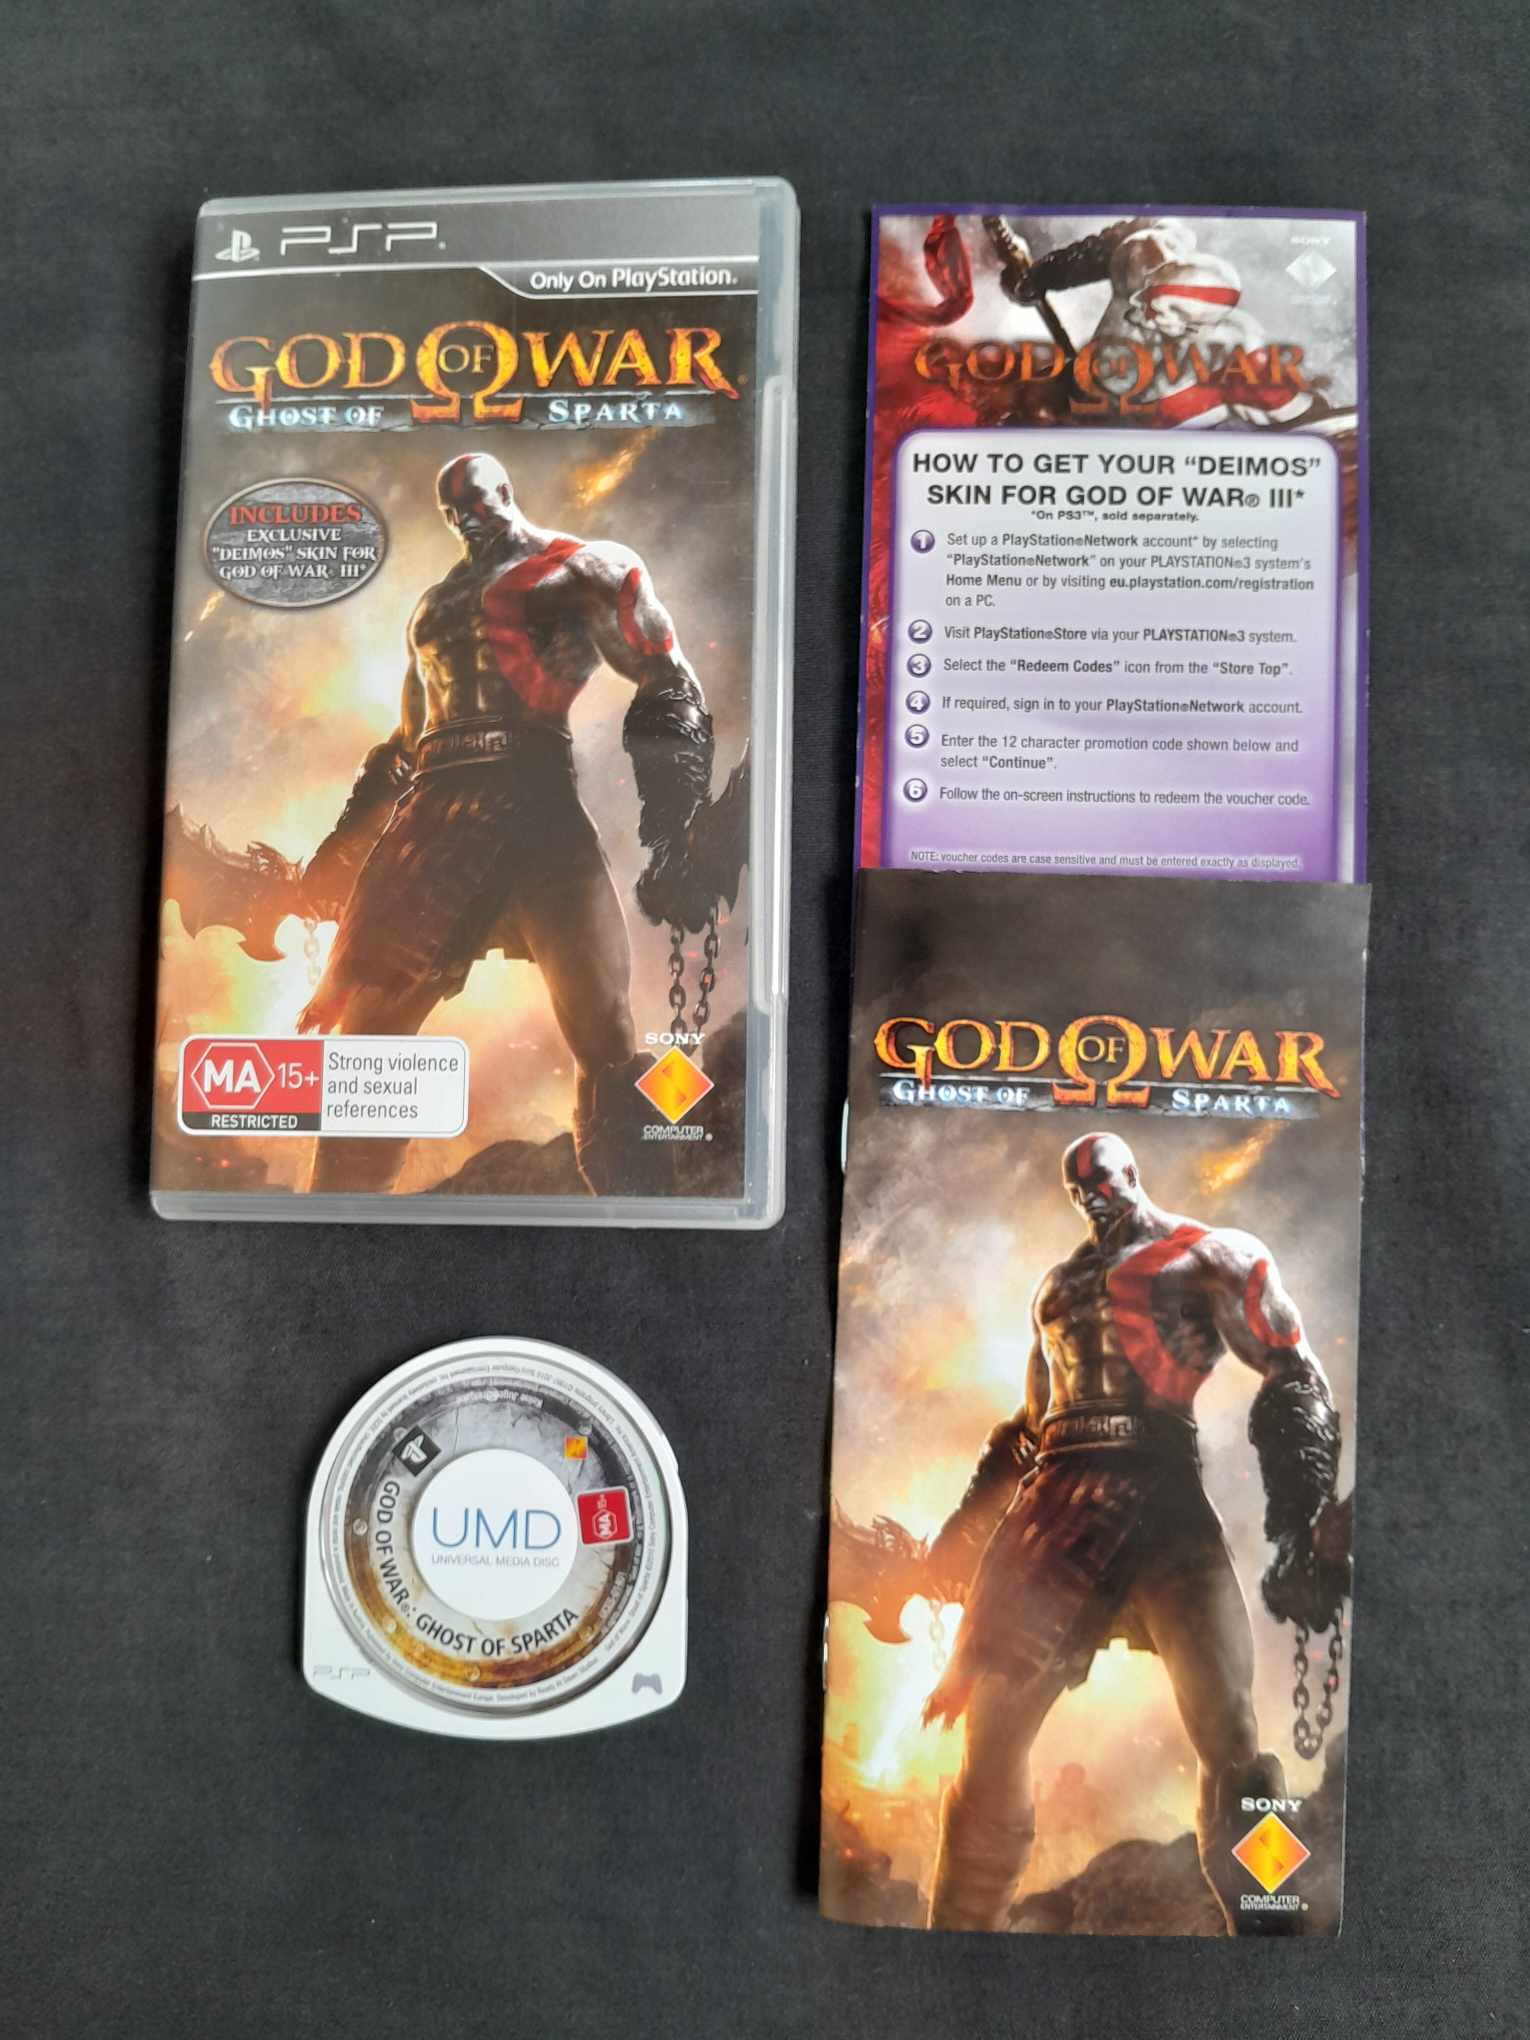 PSP
Only On PlayStation®
GOD OF WAR®
GHOST OF SPARTA
INCLUDES
EXCLUSIVE
"DEIMOS" SKIN FOR
GOD OF WAR® III*
MA 15+
RESTRICTED
Strong violence
and sexual
references
SONY
COMPUTER
ENTERTAINMENT®
SONY
GOD OF WAR
HOW TO GET YOUR “DEIMOS”
SKIN FOR GOD OF WAR® III*
*On PS3™, sold separately.
1 Set up a PlayStation®Network account* by selecting
“PlayStation®Network” on your PLAYSTATION®3 system's
Home Menu or by visiting eu.playstation.com/registration
on a PC.
2 Visit PlayStation®Store via your PLAYSTATION®3 system.
3 Select the “Redeem Codes” icon from the “Store Top”.
4 If required, sign in to your PlayStation®Network account.
5 Enter the 12 character promotion code shown below and
select “Continue”.
6 Follow the on-screen instructions to redeem the voucher code.
NOTE: voucher codes are case sensitive and must be entered exactly as displayed.
GOD OF WAR
GHOST OF SPARTA
SONY
COMPUTER
ENTERTAINMENT®
UMD
UNIVERSAL MEDIA DISC
MA 15+
GOD OF WAR®: GHOST OF SPARTA
PSP